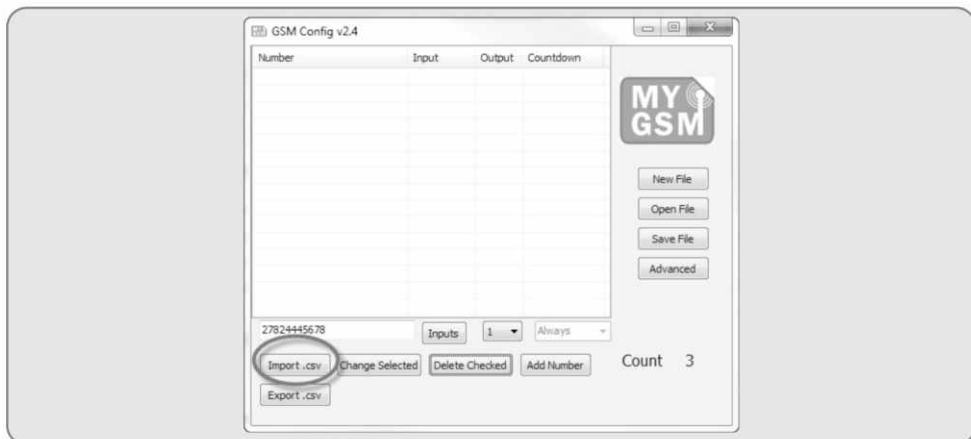 GSM Config v2.4
Number Input Output Countdown
MY
GSM
New File
Open File
Save File
Advanced
27824445678 Inputs 1 Always
Import .csv Change Selected Delete Checked Add Number Count 3
Export .csv